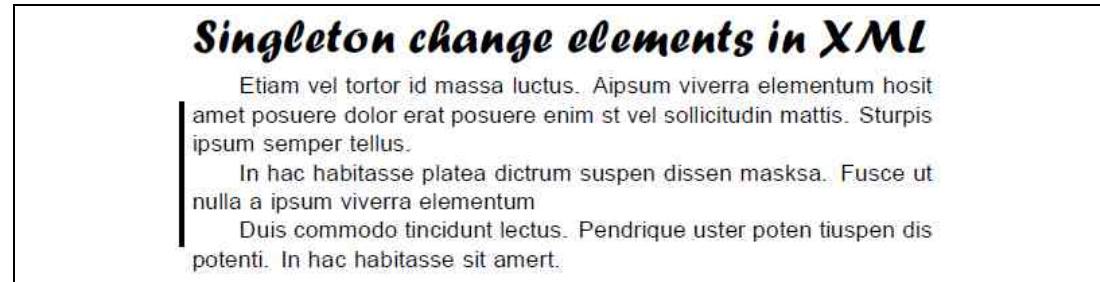 Singleton change elements in XML
Etiam vel tortor id massa luctus. Aipsum viverra elementum hosit
amet posuere dolor erat posuere enim st vel sollicitudin mattis. Sturpis
ipsum semper tellus.
In hac habitasse platea dictrum suspen dissen masksa. Fusce ut
nulla a ipsum viverra elementum
Duis commodo tincidunt lectus. Pendrique uster poten tiuspen dis
potenti. In hac habitasse sit amert.